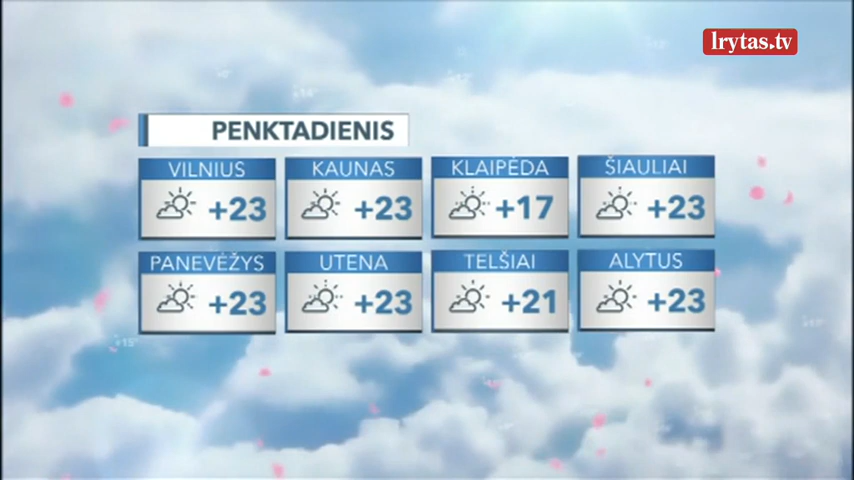 lrytas.tv
PENKTADIENIS
VILNIUS
+23
KAUNAS
+23
KLAIPĖDA
+17
ŠIAULIAI
+23
PANEVĖŽYS
+23
UTENA
+23
TELŠIAI
+21
ALYTUS
+23